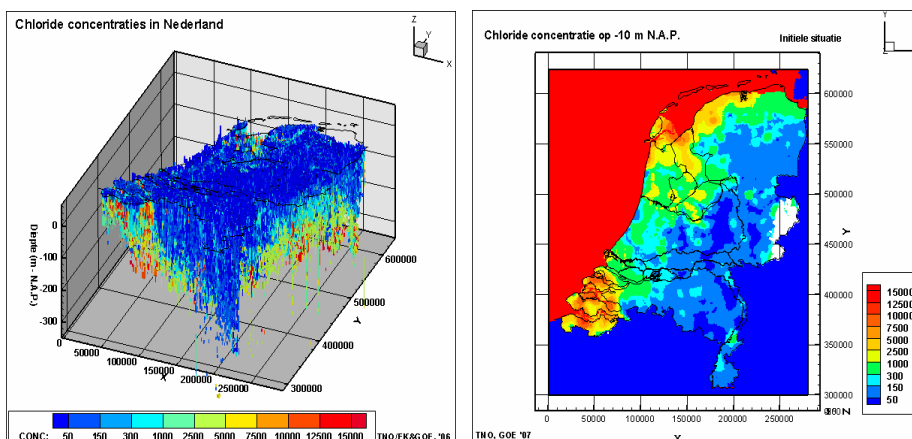 Chloride concentraties in Nederland
Z
Y
X
0
-100
-200
-300
Diepte (m - N.A.P.)
0
50000
100000
150000
200000
250000
X
300000
400000
500000
600000
Y
CONC: 50 150 300 1000 2500 5000 7500 10000 12500 15000
TNO/FK&GOE, '06
Chloride concentratie op -10 m N.A.P.
Initiele situatie
Y
Z
600000
550000
500000
450000
400000
350000
300000
Y
0 50000 100000 150000 200000 250000
X
15000
12500
10000
7500
5000
2500
1000
300
150
50
TNO, GOE '07